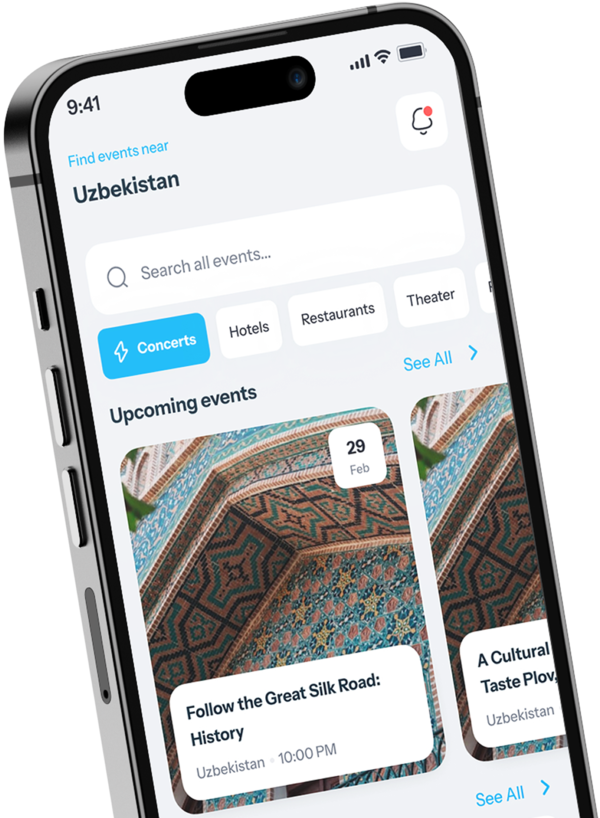 9:41
Find events near
Uzbekistan
Search all events...
Concerts
Hotels
Restaurants
Theater
Upcoming events
See All
29
Feb
Follow the Great Silk Road:
History
Uzbekistan • 10:00 PM
A Cultural
Taste Plov,
Uzbekistan
See All